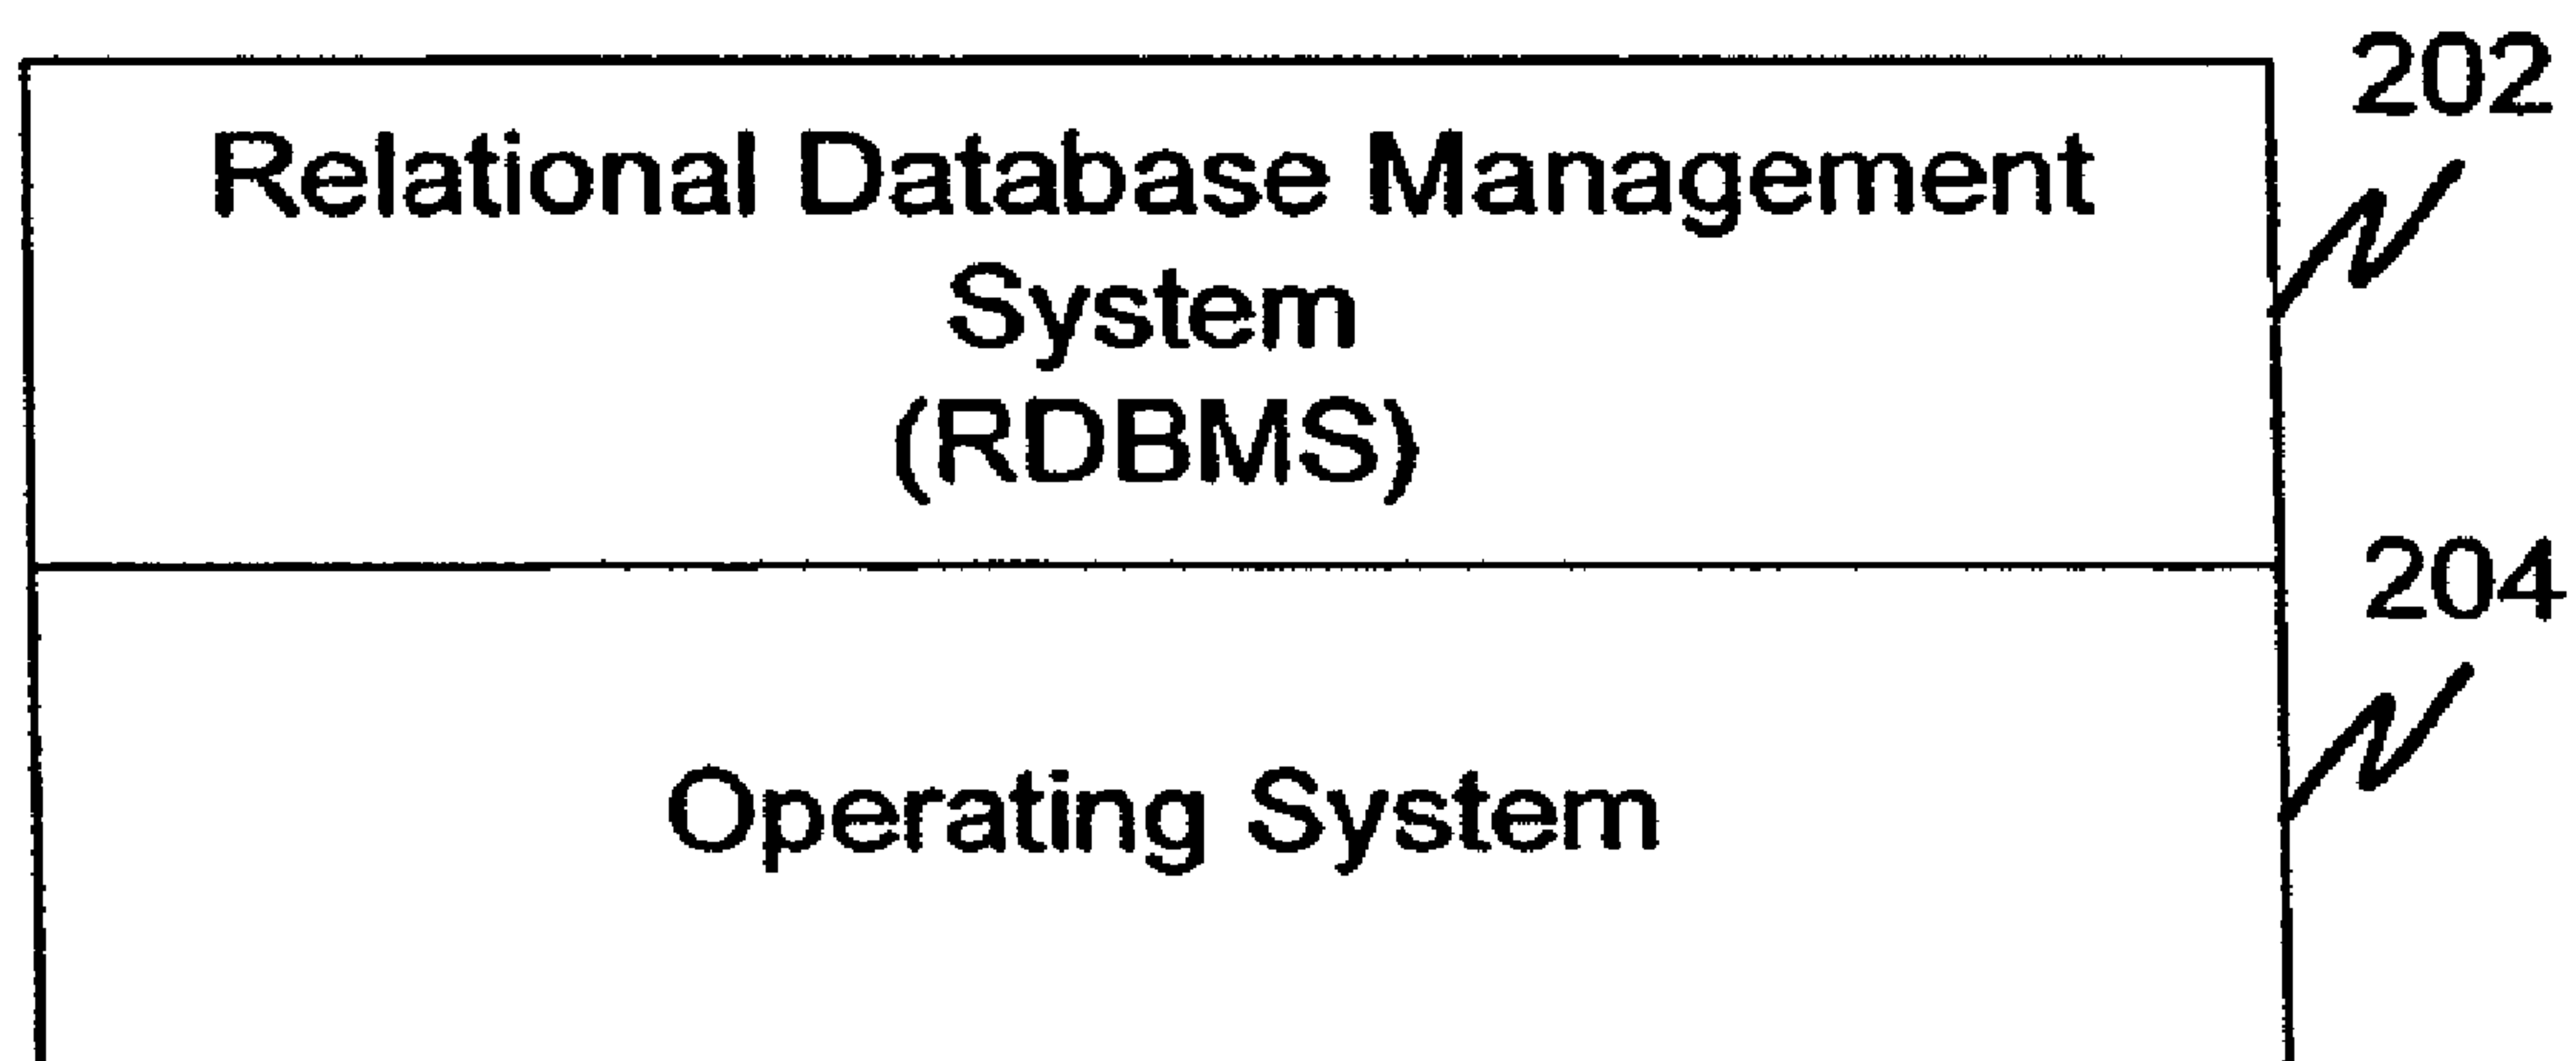 202
Relational Database Management
System
(RDBMS)
204
Operating System